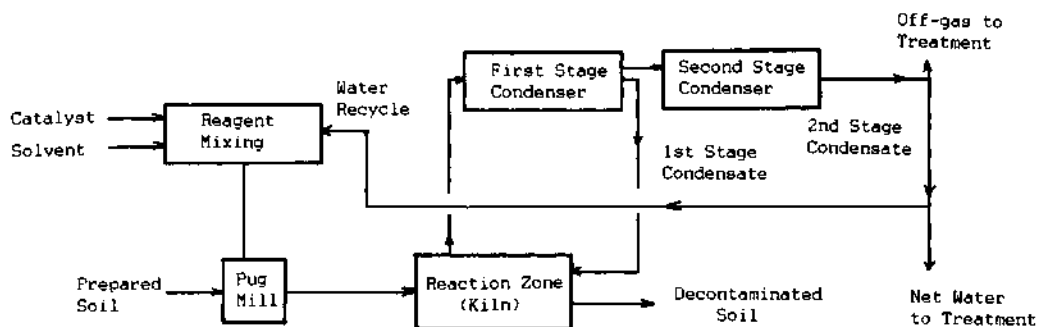 Off-gas to
Treatment
First Stage
Condenser
Second Stage
Condenser
Water
Recycle
Catalyst
Solvent
Reagent
Mixing
2nd Stage
Condensate
1st Stage
Condensate
Prepared
Soil
Pug
Mill
Reaction Zone
(Kiln)
Decontaminated
Soil
Net Water
to Treatment